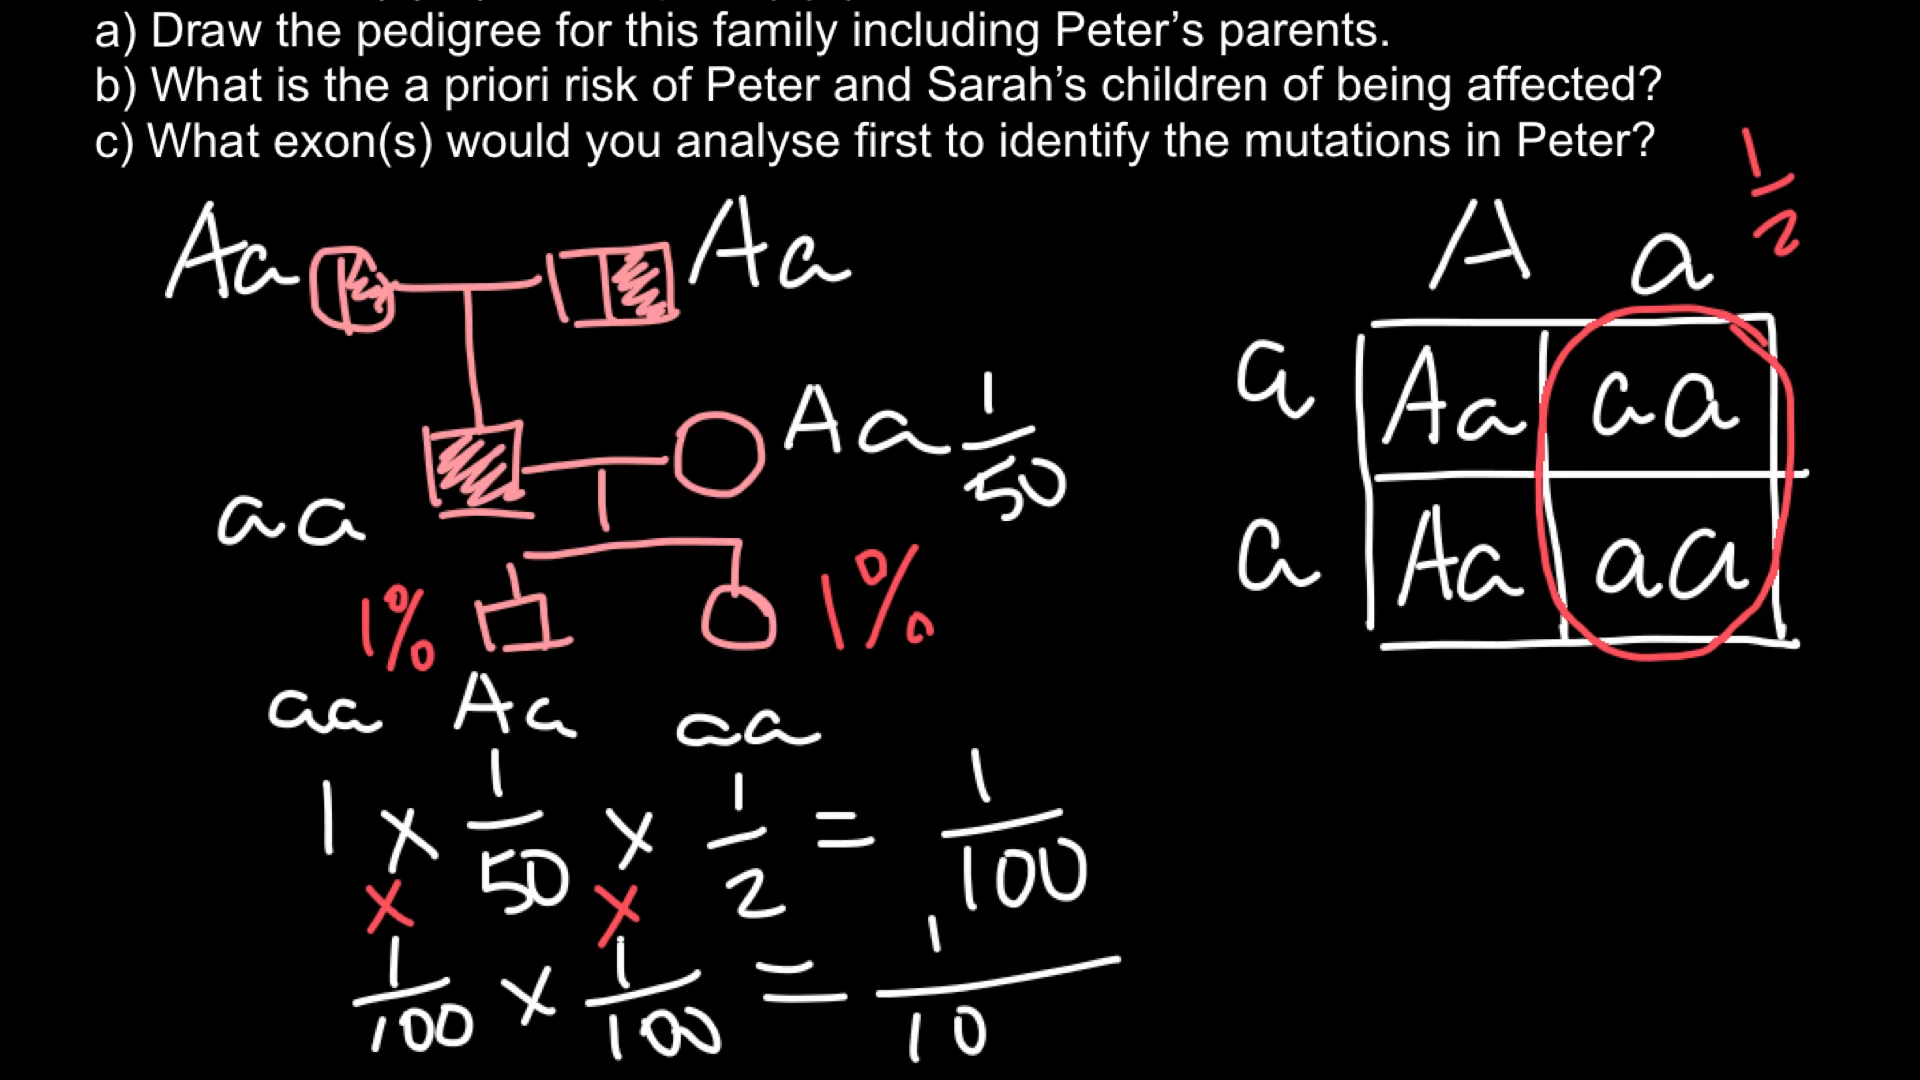 a) Draw the pedigree for this family including Peter's parents.
b) What is the a priori risk of Peter and Sarah's children of being affected?
c) What exon(s) would you analyse first to identify the mutations in Peter?
Aa Aa
Aa 1/50
aa
1% 1%
aa Aa aa
1 x 1/50 x 1/2 = 1/100
x x
1/100 x 1/100 = 1/10
1/2
A a
a Aa aa
a Aa aa